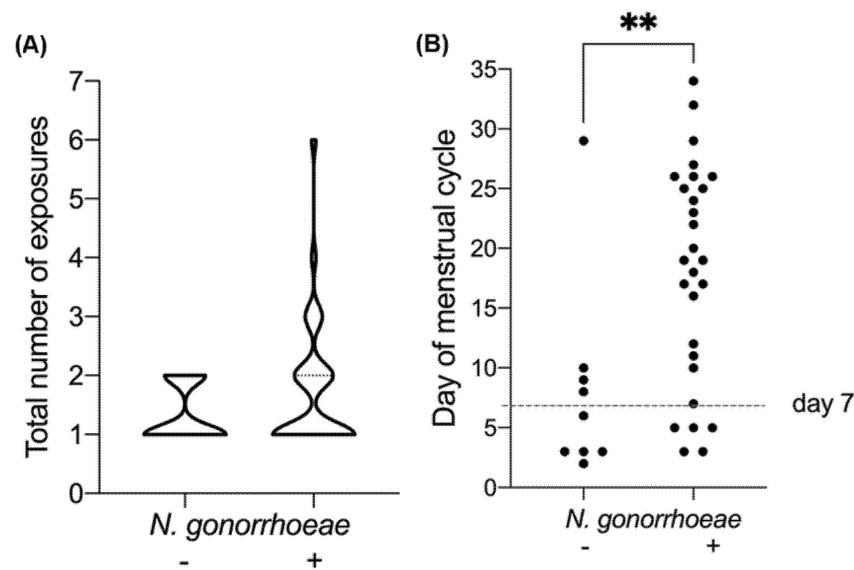 (A)
Total number of exposures
7
6
5
4
3
2
1
0
N. gonorrhoeae
- +
(B)
**
Day of menstrual cycle
35
30
25
20
15
10
5
0
day 7
N. gonorrhoeae
- +